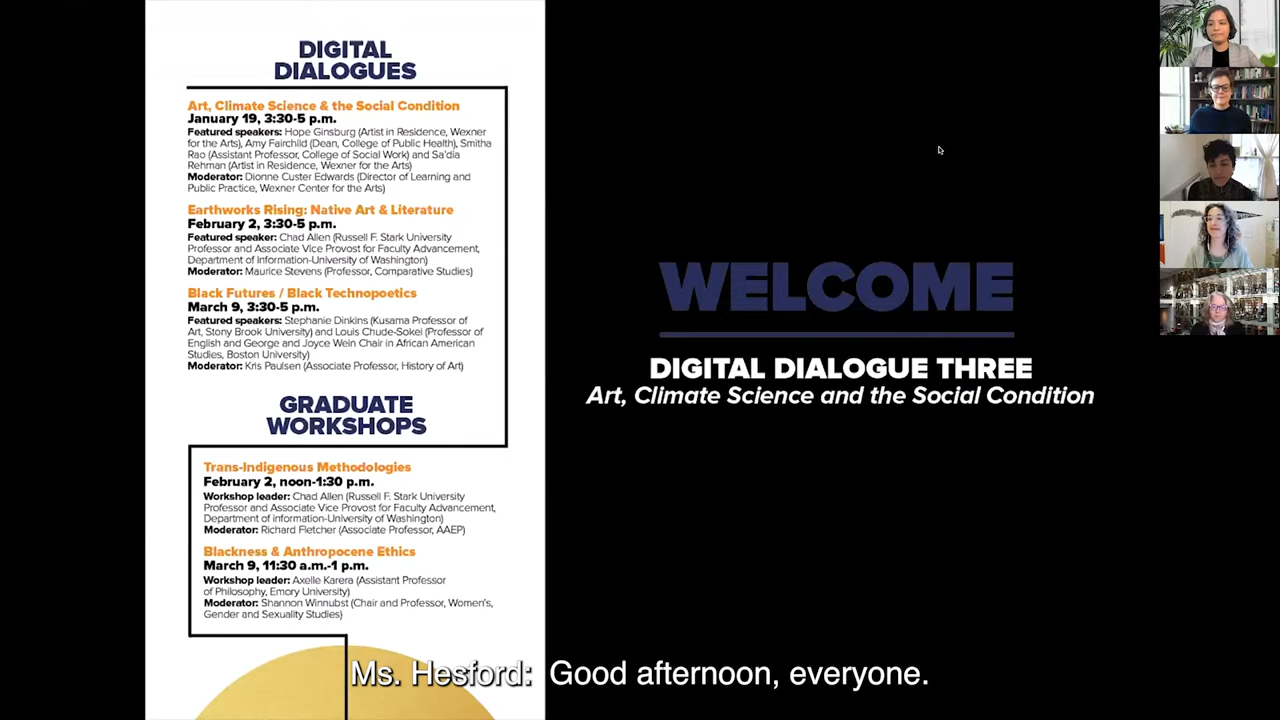 DIGITAL
DIALOGUES
Art, Climate Science & the Social Condition
January 19, 3:30-5 p.m.
Featured speakers: Hope Ginsburg (Artist in Residence, Wexner
for the Arts), Amy Fairchild (Dean, College of Public Health), Smitha
Rao (Assistant Professor, College of Social Work) and Sa'dia
Rehman (Artist in Residence, Wexner for the Arts)
Moderator: Dionne Custer Edwards (Director of Learning and
Public Practice, Wexner Center for the Arts)
Earthworks Rising: Native Art & Literature
February 2, 3:30-5 p.m.
Featured speaker: Chad Allen (Russell F. Stark University
Professor and Associate Vice Provost for Faculty Advancement,
Department of Information-University of Washington)
Moderator: Maurice Stevens (Professor, Comparative Studies)
Black Futures / Black Technopoetics
March 9, 3:30-5 p.m.
Featured speakers: Stephanie Dinkins (Kusama Professor of
Art, Stony Brook University) and Louis Chude-Sokei (Professor of
English and George and Joyce Wein Chair in African American
Studies, Boston University)
Moderator: Kris Paulsen (Associate Professor, History of Art)
GRADUATE
WORKSHOPS
Trans-Indigenous Methodologies
February 2, noon-1:30 p.m.
Workshop leader: Chad Allen (Russell F. Stark University
Professor and Associate Vice Provost for Faculty Advancement,
Department of information-University of Washington)
Moderator: Richard Fletcher (Associate Professor, AAEP)
Blackness & Anthropocene Ethics
March 9, 11:30 a.m.-1 p.m.
Workshop leader: Axelle Karera (Assistant Professor
of Philosophy, Emory University)
Moderator: Shannon Winnubst (Chair and Professor, Women's,
Gender and Sexuality Studies)
WELCOME
DIGITAL DIALOGUE THREE
Art, Climate Science and the Social Condition
Ms. Hesford: Good afternoon, everyone.